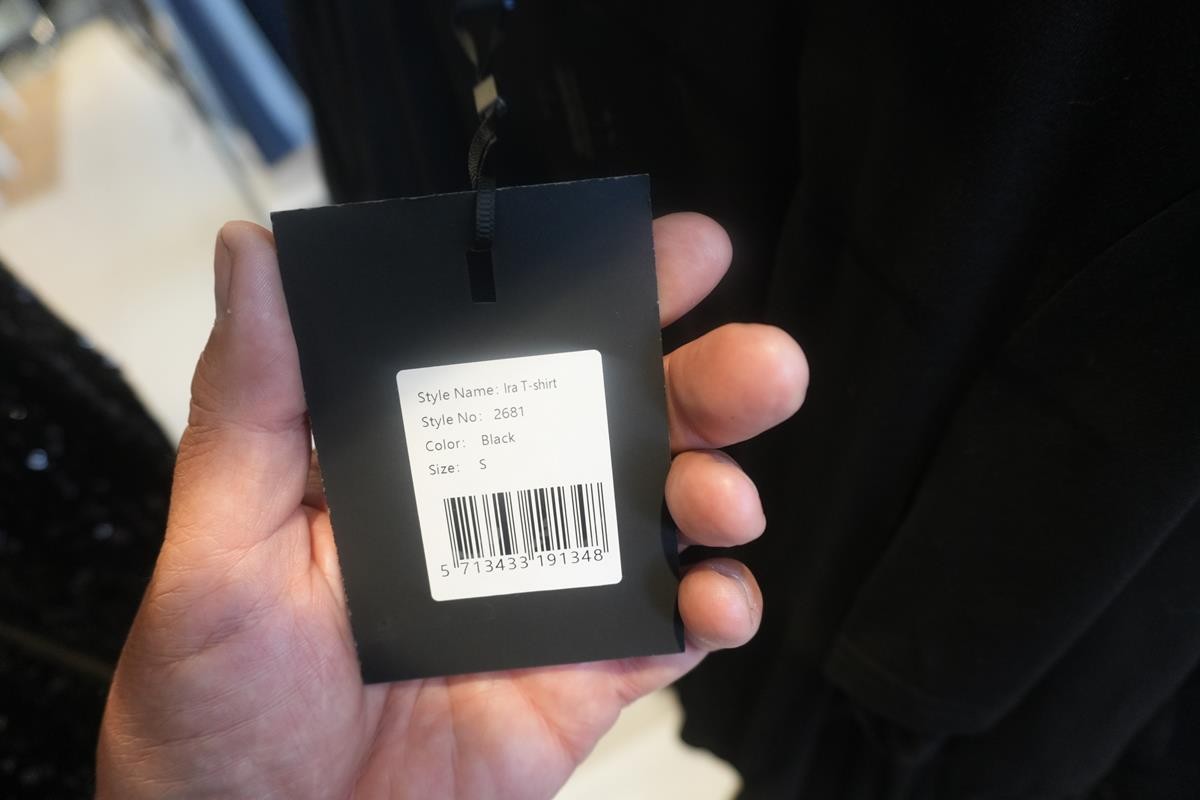 Style Name: Ira T-shirt
Style No: 2681
Color: Black
Size: S
5 713433 191348